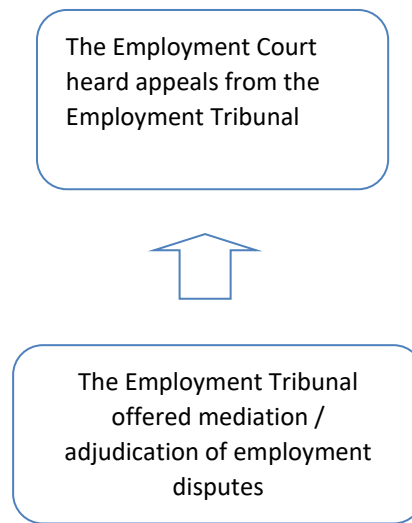 The Employment Court
heard appeals from the
Employment Tribunal
The Employment Tribunal
offered mediation /
adjudication of employment
disputes